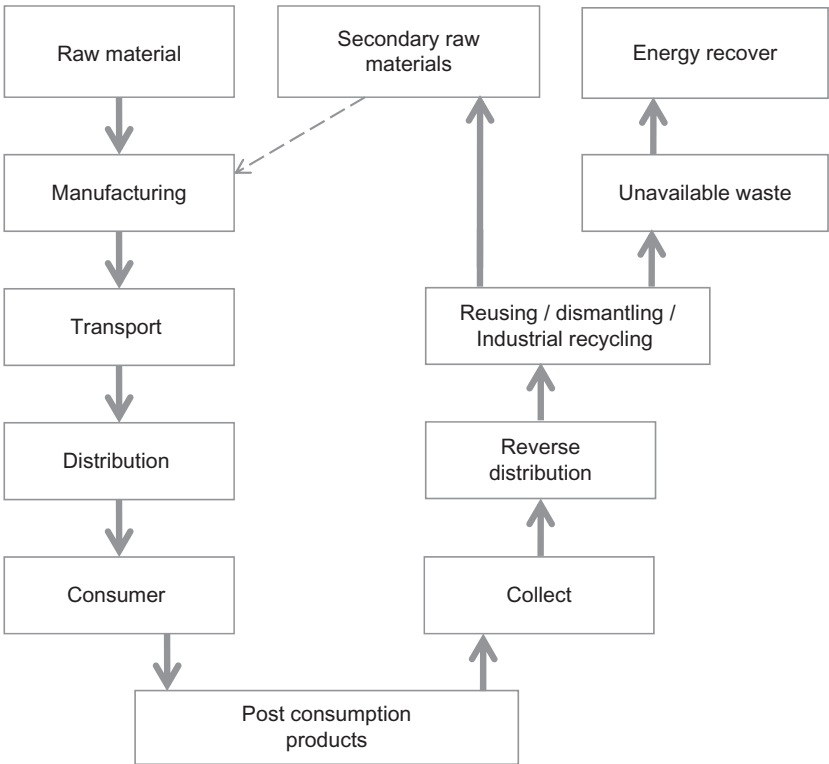 Raw material
Secondary raw
materials
Energy recover
Manufacturing
Unavailable waste
Transport
Reusing / dismantling /
Industrial recycling
Distribution
Reverse
distribution
Consumer
Collect
Post consumption
products